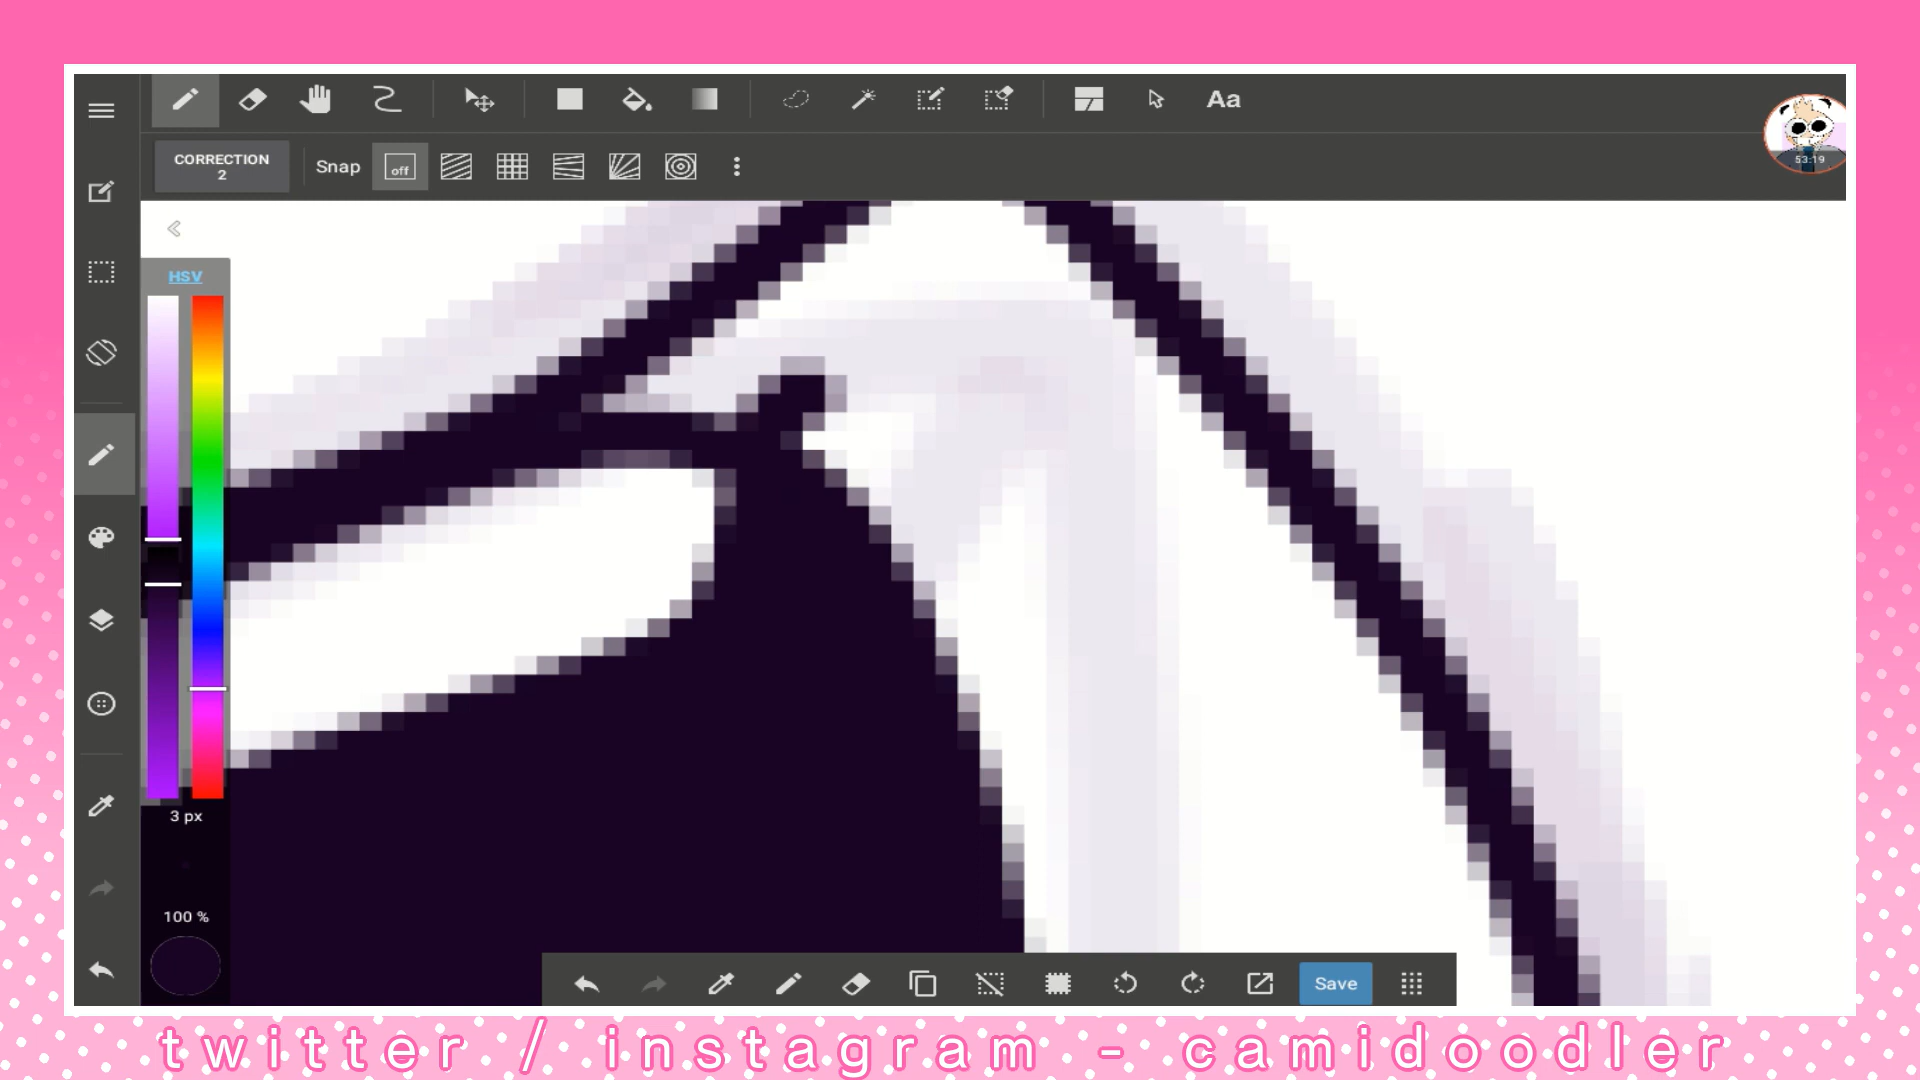 Aa
CORRECTION
2
Snap
off
53:19
HSV
3 px
100 %
Save
twitter / instagram - camidoodler